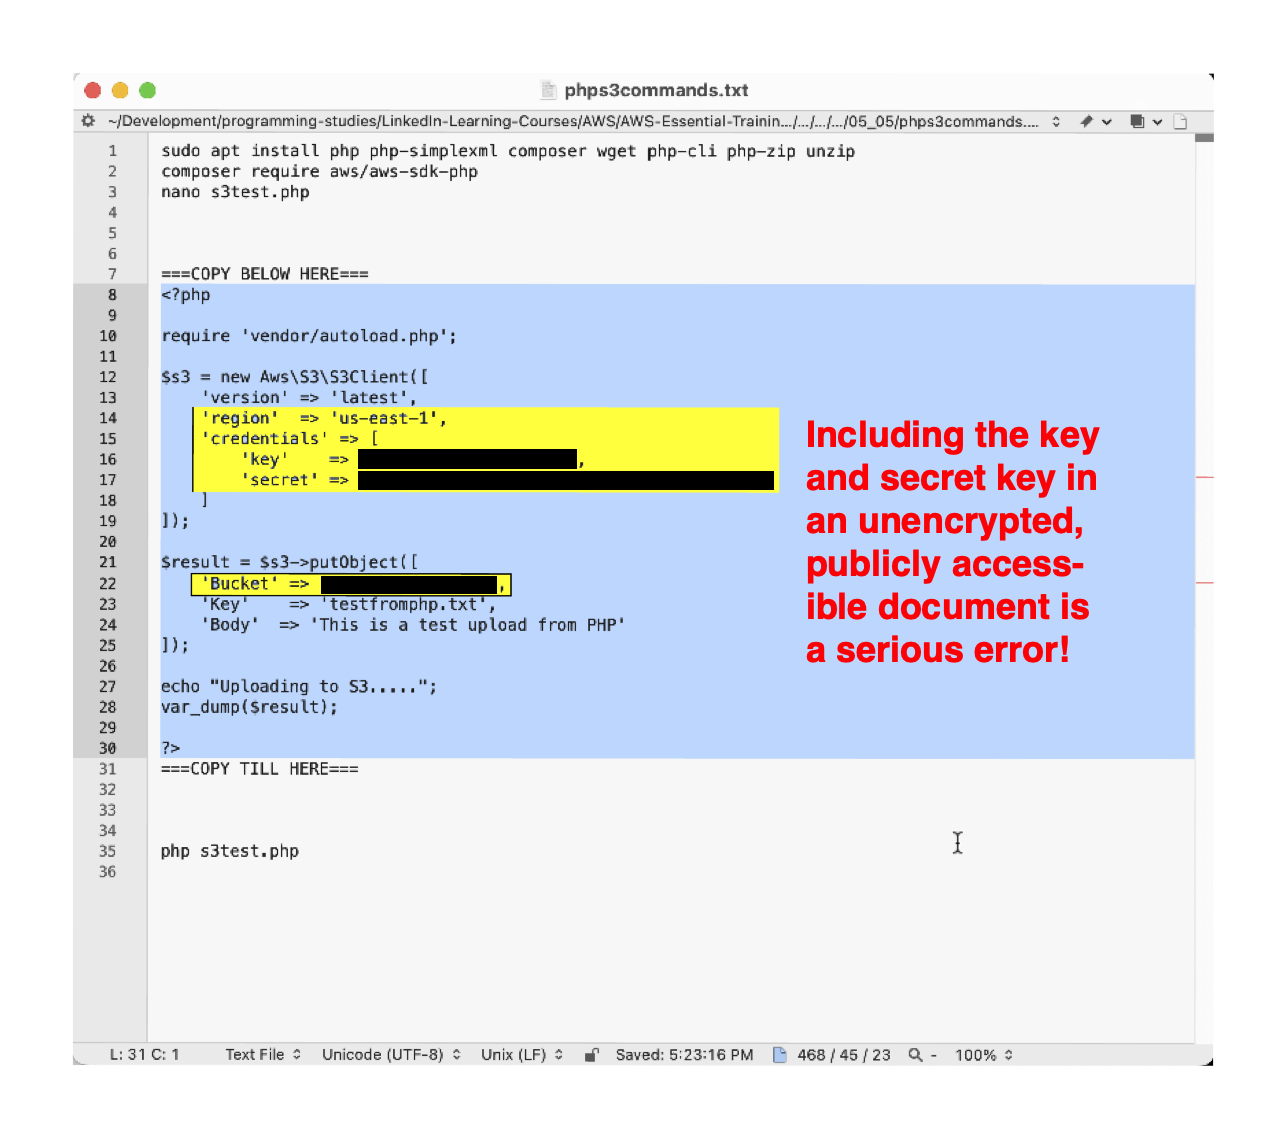 phps3commands.txt
~/Development/programming-studies/LinkedIn-Learning-Courses/AWS/AWS-Essential-Trainin.../.../.../.../05_05/phps3commands....
1 sudo apt install php php-simplexml composer wget php-cli php-zip unzip
2 composer require aws/aws-sdk-php
3 nano s3test.php
4
5
6
7 ===COPY BELOW HERE===
8 <?php
9
10 require 'vendor/autoload.php';
11
12 $s3 = new Aws\S3\S3Client([
13 'version' => 'latest',
14 'region'  => 'us-east-1',
15 'credentials' => [
16 'key'    => ,
17 'secret' =>
18 ]
19 ]);
20
21 $result = $s3->putObject([
22 'Bucket' => ,
23 'Key'    => 'testfromphp.txt',
24 'Body'  => 'This is a test upload from PHP'
25 ]);
26
27 echo "Uploading to S3.....";
28 var_dump($result);
29
30 ?>
31 ===COPY TILL HERE===
32
33
34
35 php s3test.php
36
Including the key
and secret key in
an unencrypted,
publicly access-
ible document is
a serious error!
L: 31 C: 1 Text File Unicode (UTF-8) Unix (LF) Saved: 5:23:16 PM 468 / 45 / 23 - 100%